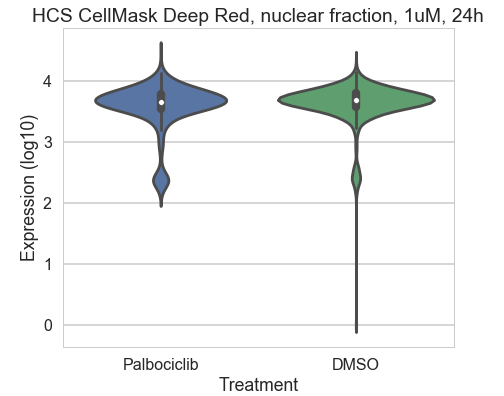 HCS CellMask Deep Red, nuclear fraction, 1uM, 24h
Expression (log10)
4
3
2
1
0
Palbociclib
DMSO
Treatment